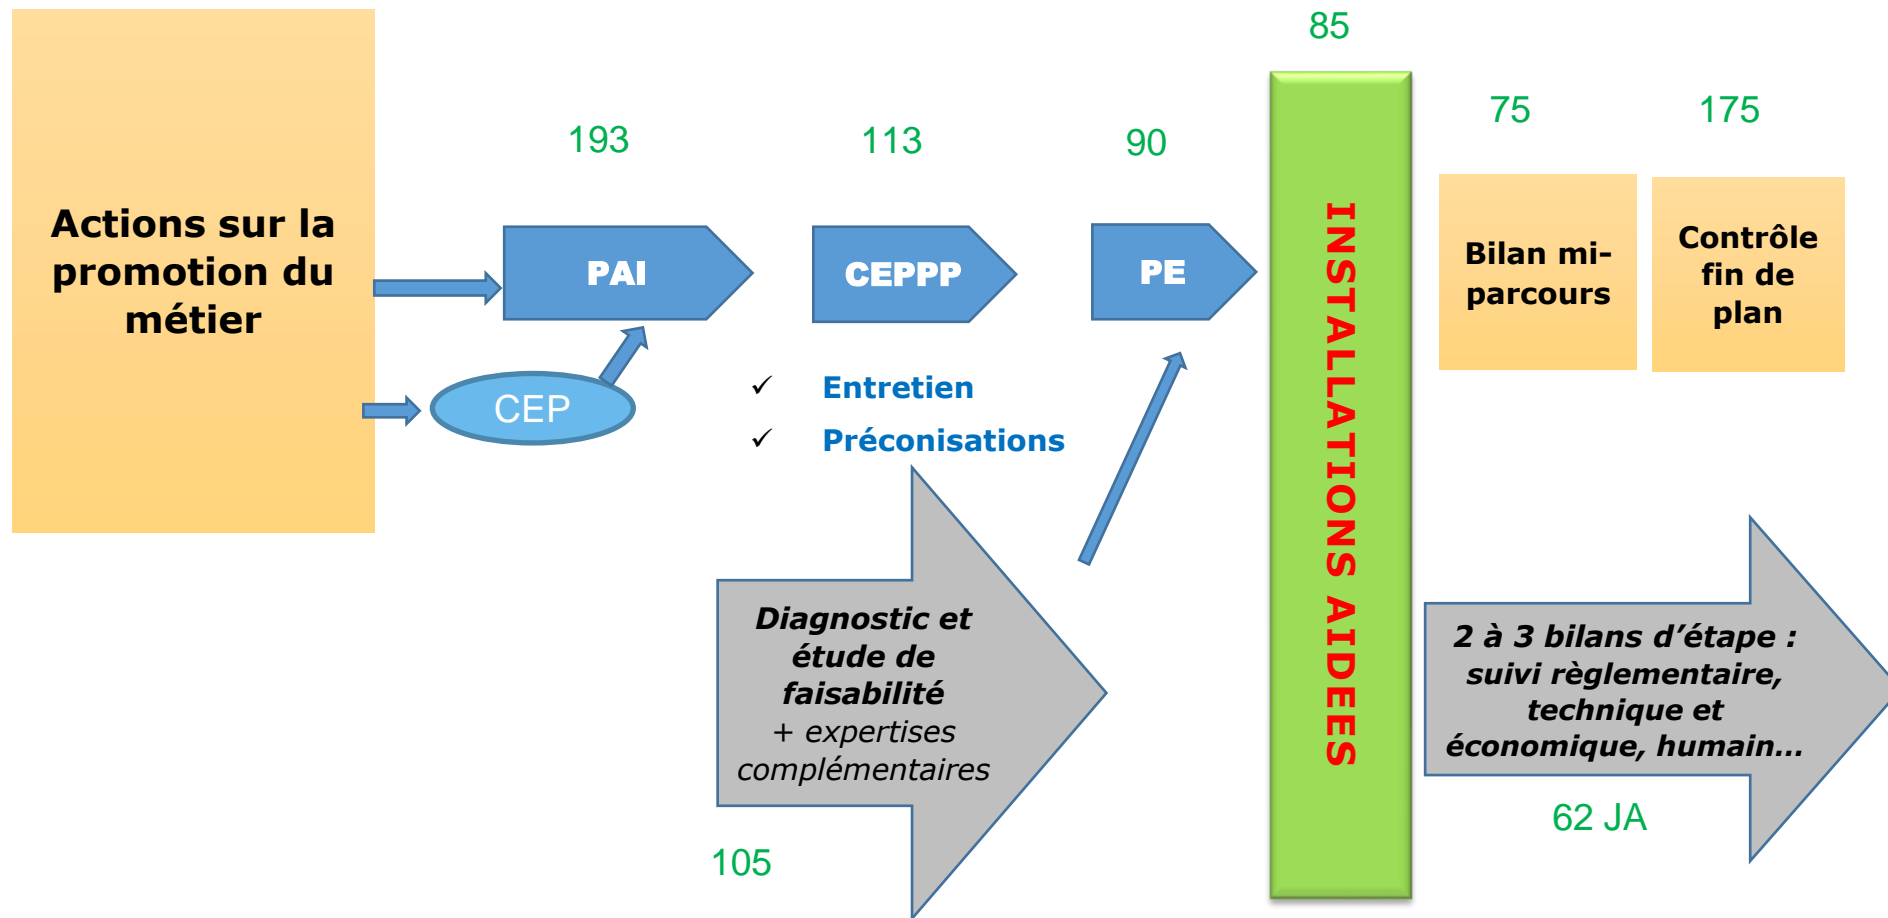 Actions sur la
promotion du
métier
193
PAI
CEP
113
CEPPP
✓ Entretien
✓ Préconisations
90
PE
Diagnostic et
étude de
faisabilité
+ expertises
complémentaires
105
85
INSTALLATIONS AIDEES
75
Bilan mi-
parcours
175
Contrôle
fin de
plan
2 à 3 bilans d’étape :
suivi règlementaire,
technique et
économique, humain…
62 JA